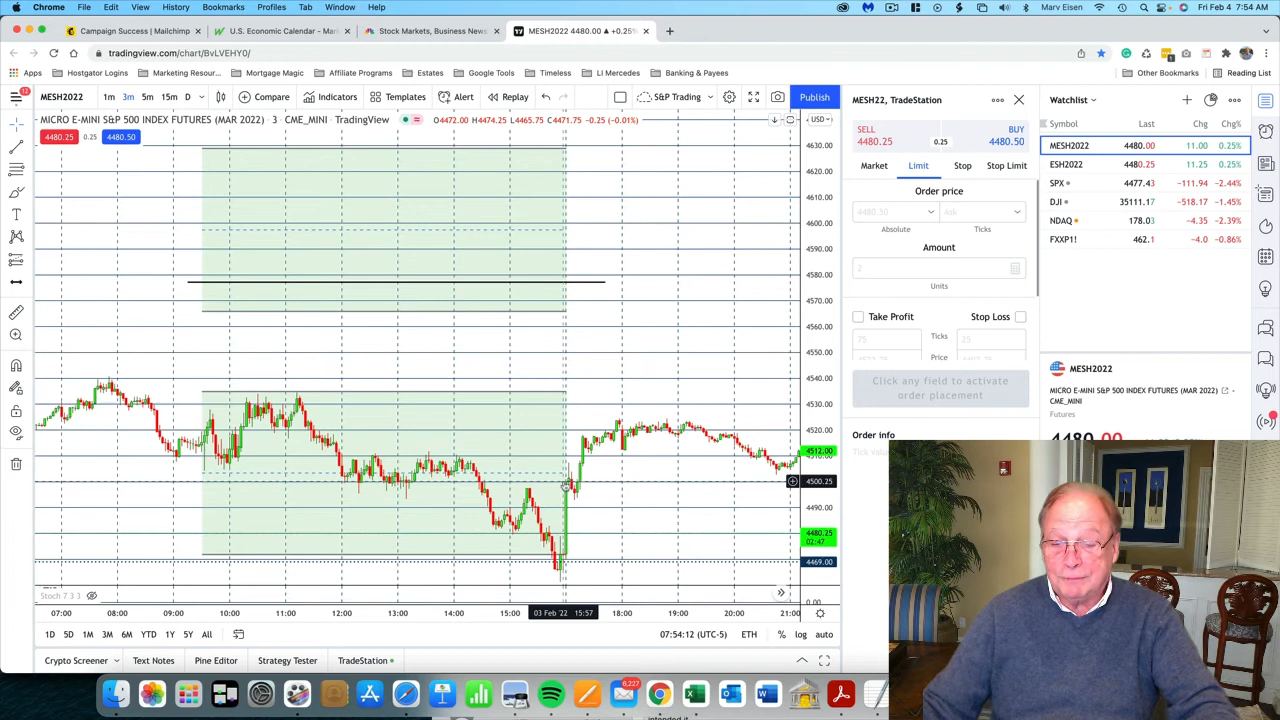 Chrome File Edit View History Bookmarks Profiles Tab Window Help
Marv Eisen Fri Feb 4 7:54 AM
Campaign Success | Mailchimp
U.S. Economic Calendar - Mar
Stock Markets, Business News
MESH2022 4480.00 ▲ +0.25%
tradingview.com/chart/BvLVEHY0/
Apps Hostgator Logins Marketing Resour... Mortgage Magic Affiliate Programs Estates Google Tools Timeless LI Mercedes Banking & Payees Other Bookmarks Reading List
12
MESH2022 1m 3m 5m 15m D Compare Indicators Templates Alert Replay S&P Trading Publish
MICRO E-MINI S&P 500 INDEX FUTURES (MAR 2022) · 3 · CME_MINI · TradingView
O4472.00 H4474.25 L4465.75 C4471.75 -0.25 (-0.01%)
USD
4480.25 0.25 4480.50
4630.00
4620.00
4610.00
4600.00
4590.00
4580.00
4570.00
4560.00
4550.00
4540.00
4530.00
4520.00
4512.00
4500.25
4490.00
4480.25
02:47
4469.00
0.00
Stoch 7 3 3
07:00 08:00 09:00 10:00 11:00 12:00 13:00 14:00 15:00 03 Feb '22 15:57 18:00 19:00 20:00 21:00
1D 5D 1M 3M 6M YTD 1Y 5Y All
07:54:12 (UTC-5) ETH % log auto
Crypto Screener Text Notes Pine Editor Strategy Tester TradeStation
MESH22, TradeStation
SELL
4480.25
0.25
BUY
4480.50
Market Limit Stop Stop Limit
Order price
4480.50 Ask
Absolute Ticks
Amount
2
Units
Take Profit Stop Loss
75 Ticks 25
Price
Click any field to activate
order placement
Order info
Watchlist
Symbol Last Chg Chg%
MESH2022 4480.00 11.00 0.25%
ESH2022 4480.25 11.25 0.25%
SPX 4477.43 -111.94 -2.44%
DJI 35111.17 -518.17 -1.45%
NDAQ 178.03 -4.35 -2.39%
FXXP1! 462.1 -4.0 -0.86%
MESH2022
MICRO E-MINI S&P 500 INDEX FUTURES (MAR 2022)
CME_MINI
Futures
6,227
intended it